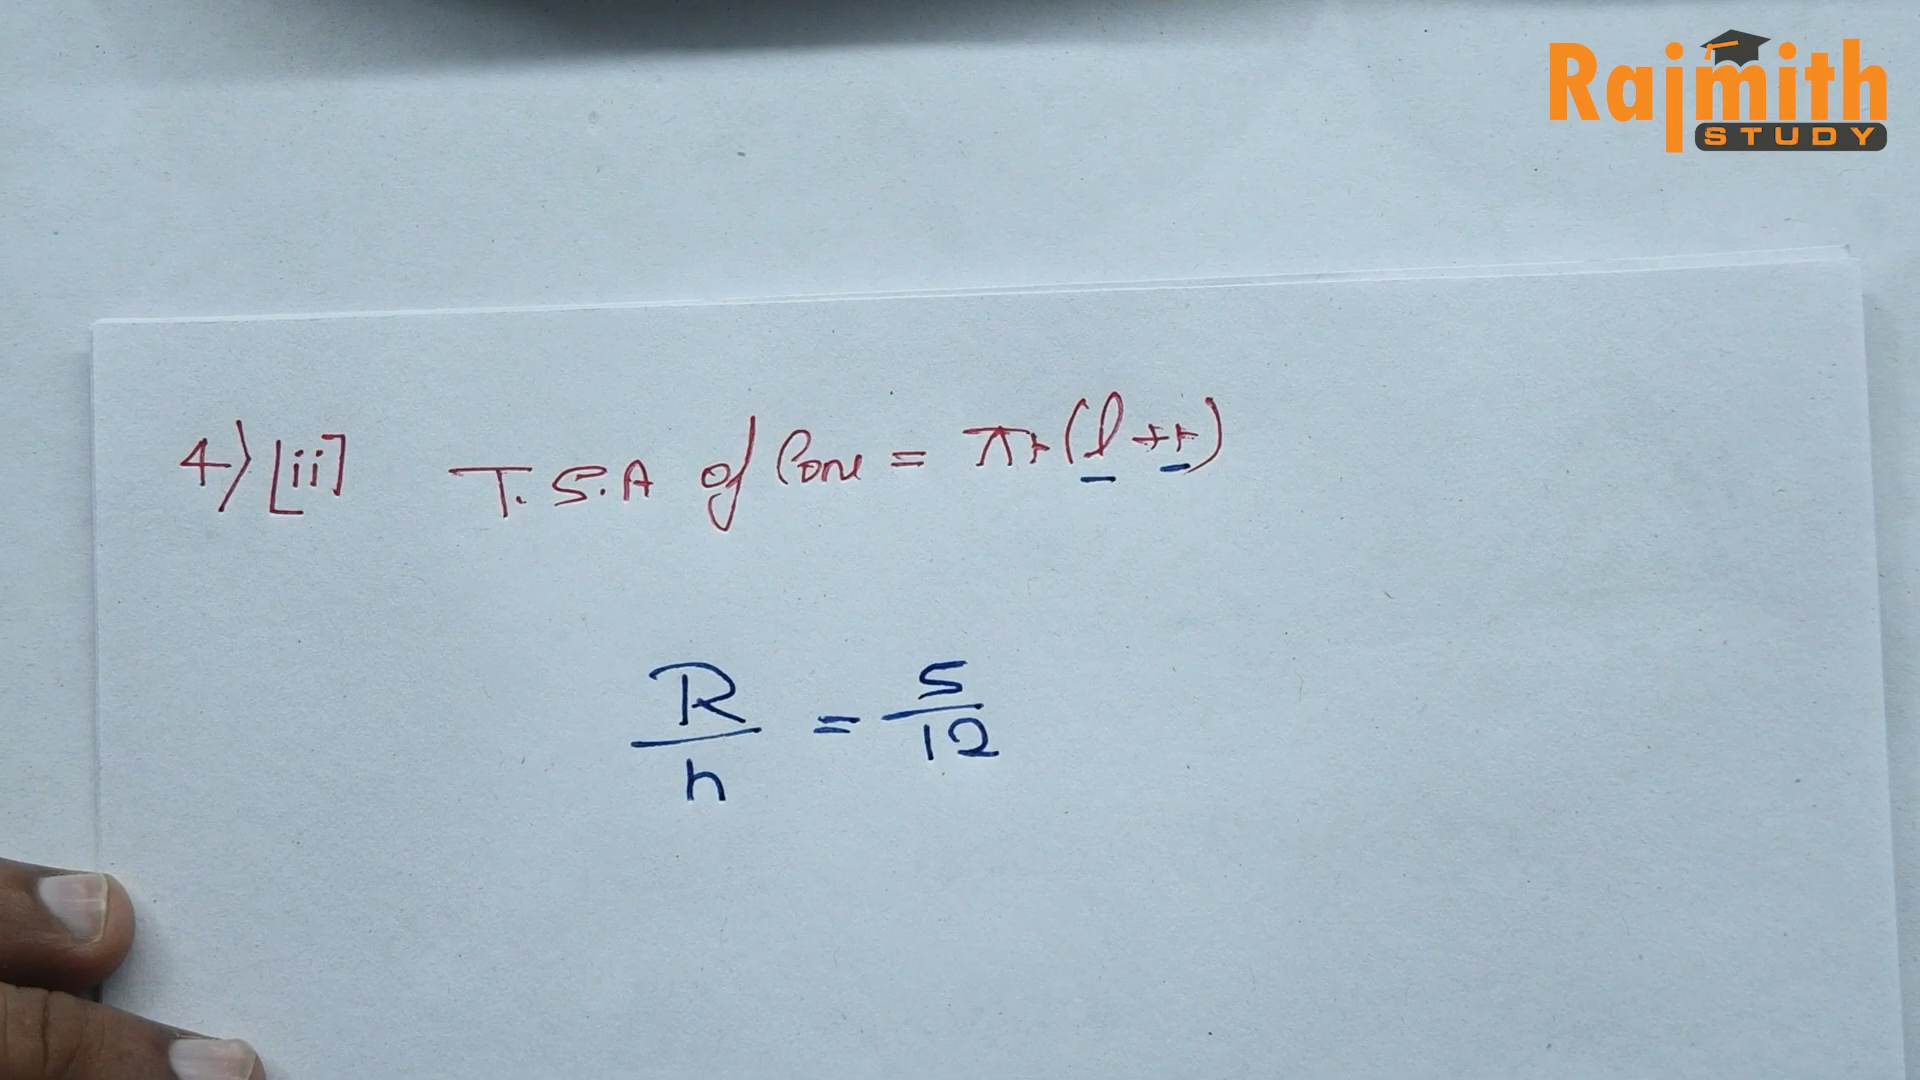 Rajmith
STUDY
4) [ii] T.S.A of Cone = πr(l+r)
R/h = 5/12